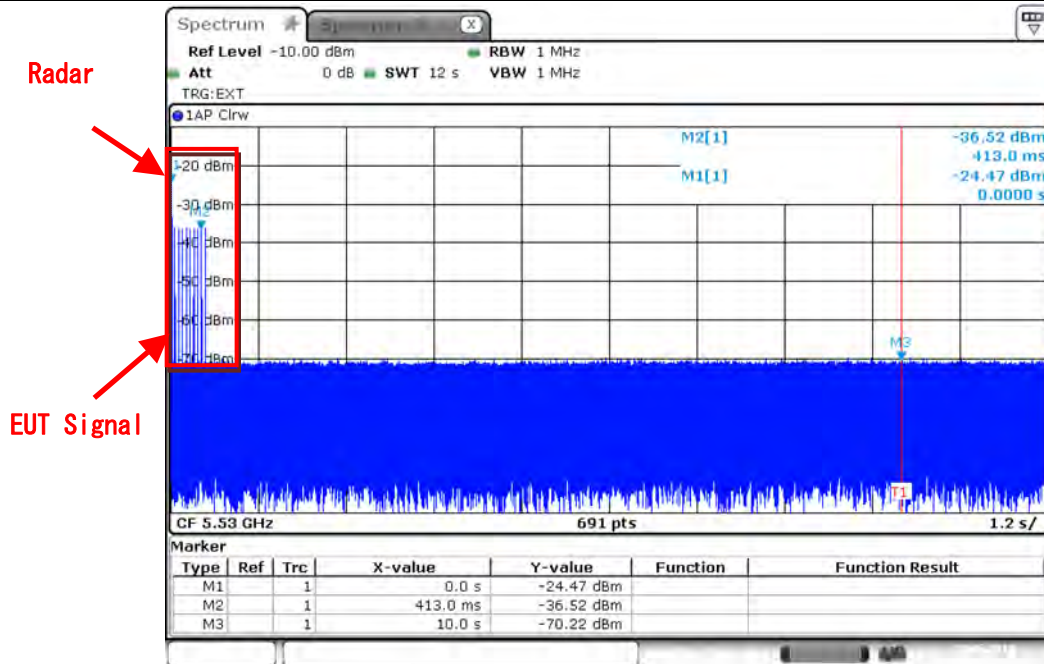 Spectrum
X
Ref Level -10.00 dBm RBW 1 MHz
Att 0 dB SWT 12 s VBW 1 MHz
TRG:EXT
1AP Clrw
Radar
EUT Signal
M2[1] -36.52 dBm
413.0 ms
M1[1] -24.47 dBm
0.0000 s
-20 dBm
-30 dBm
M2
-40 dBm
-50 dBm
-60 dBm
-70 dBm
M3
T1
CF 5.53 GHz 691 pts 1.2 s/
Marker
Type Ref Trc X-value Y-value Function Function Result
M1 1 0.0 s -24.47 dBm
M2 1 413.0 ms -36.52 dBm
M3 1 10.0 s -70.22 dBm